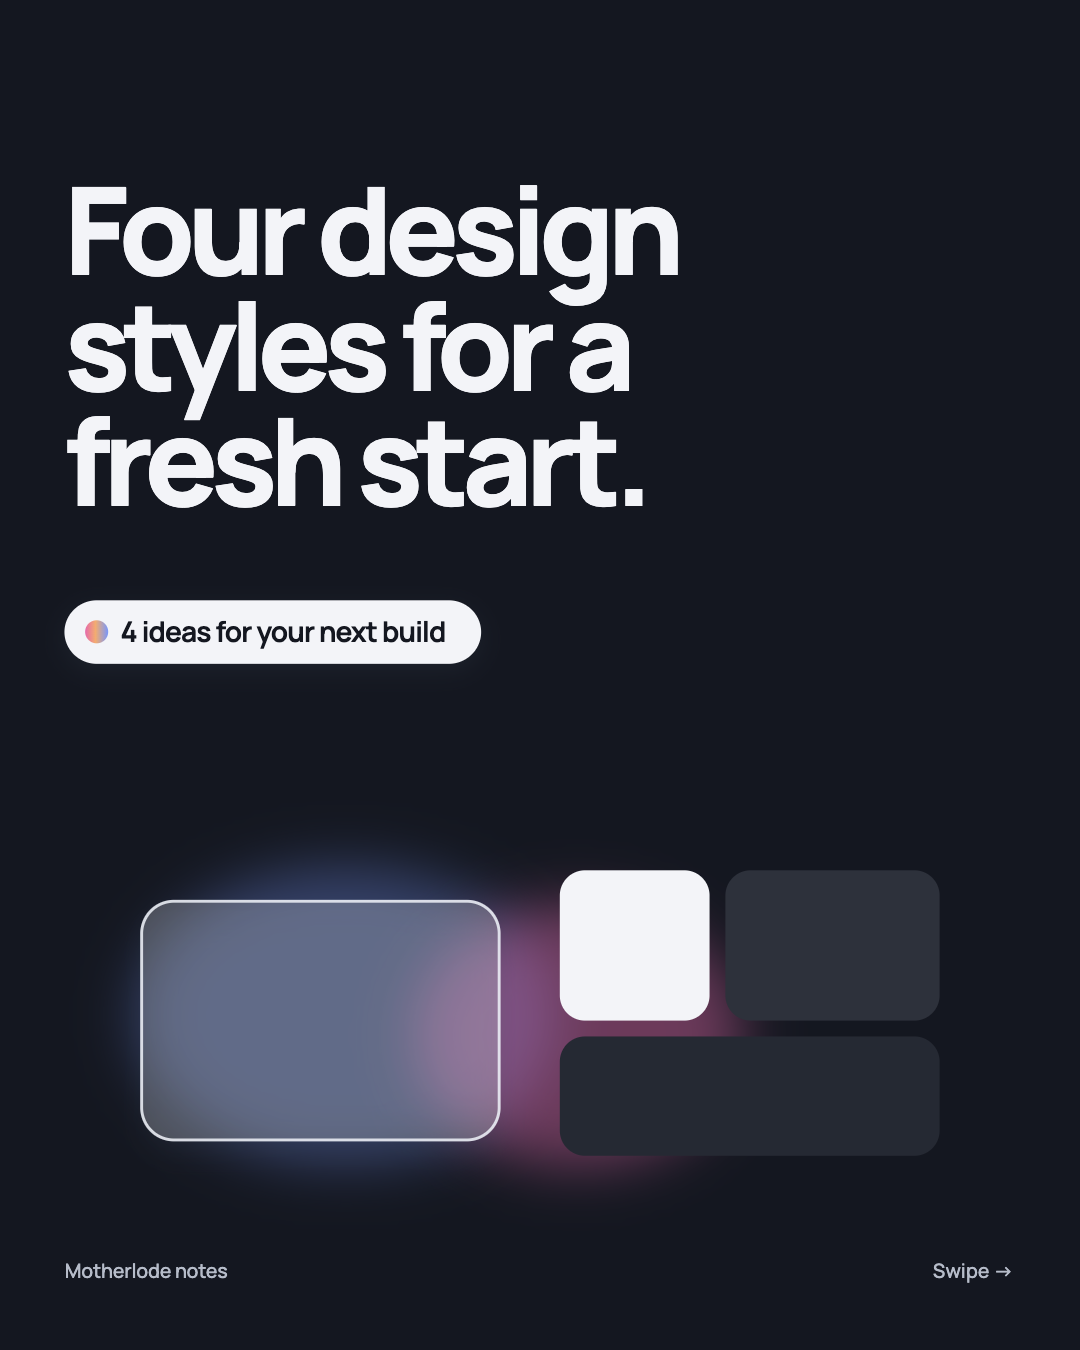 Four design
styles for a
fresh start.
4 ideas for your next build
Motherlode notes
Swipe →